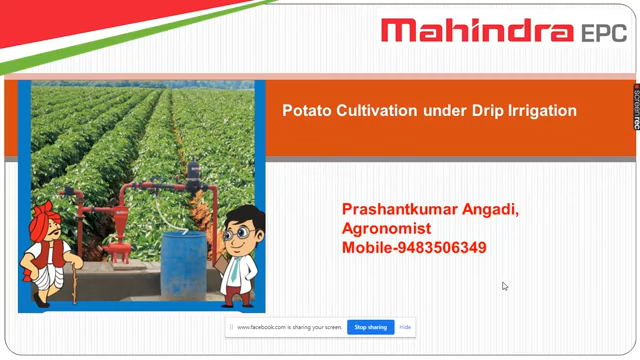 Mahindra EPC
Potato Cultivation under Drip Irrigation
Prashantkumar Angadi,
Agronomist
Mobile-9483506349
www.facebook.com is sharing your screen.
Stop sharing
Hide
screenrec